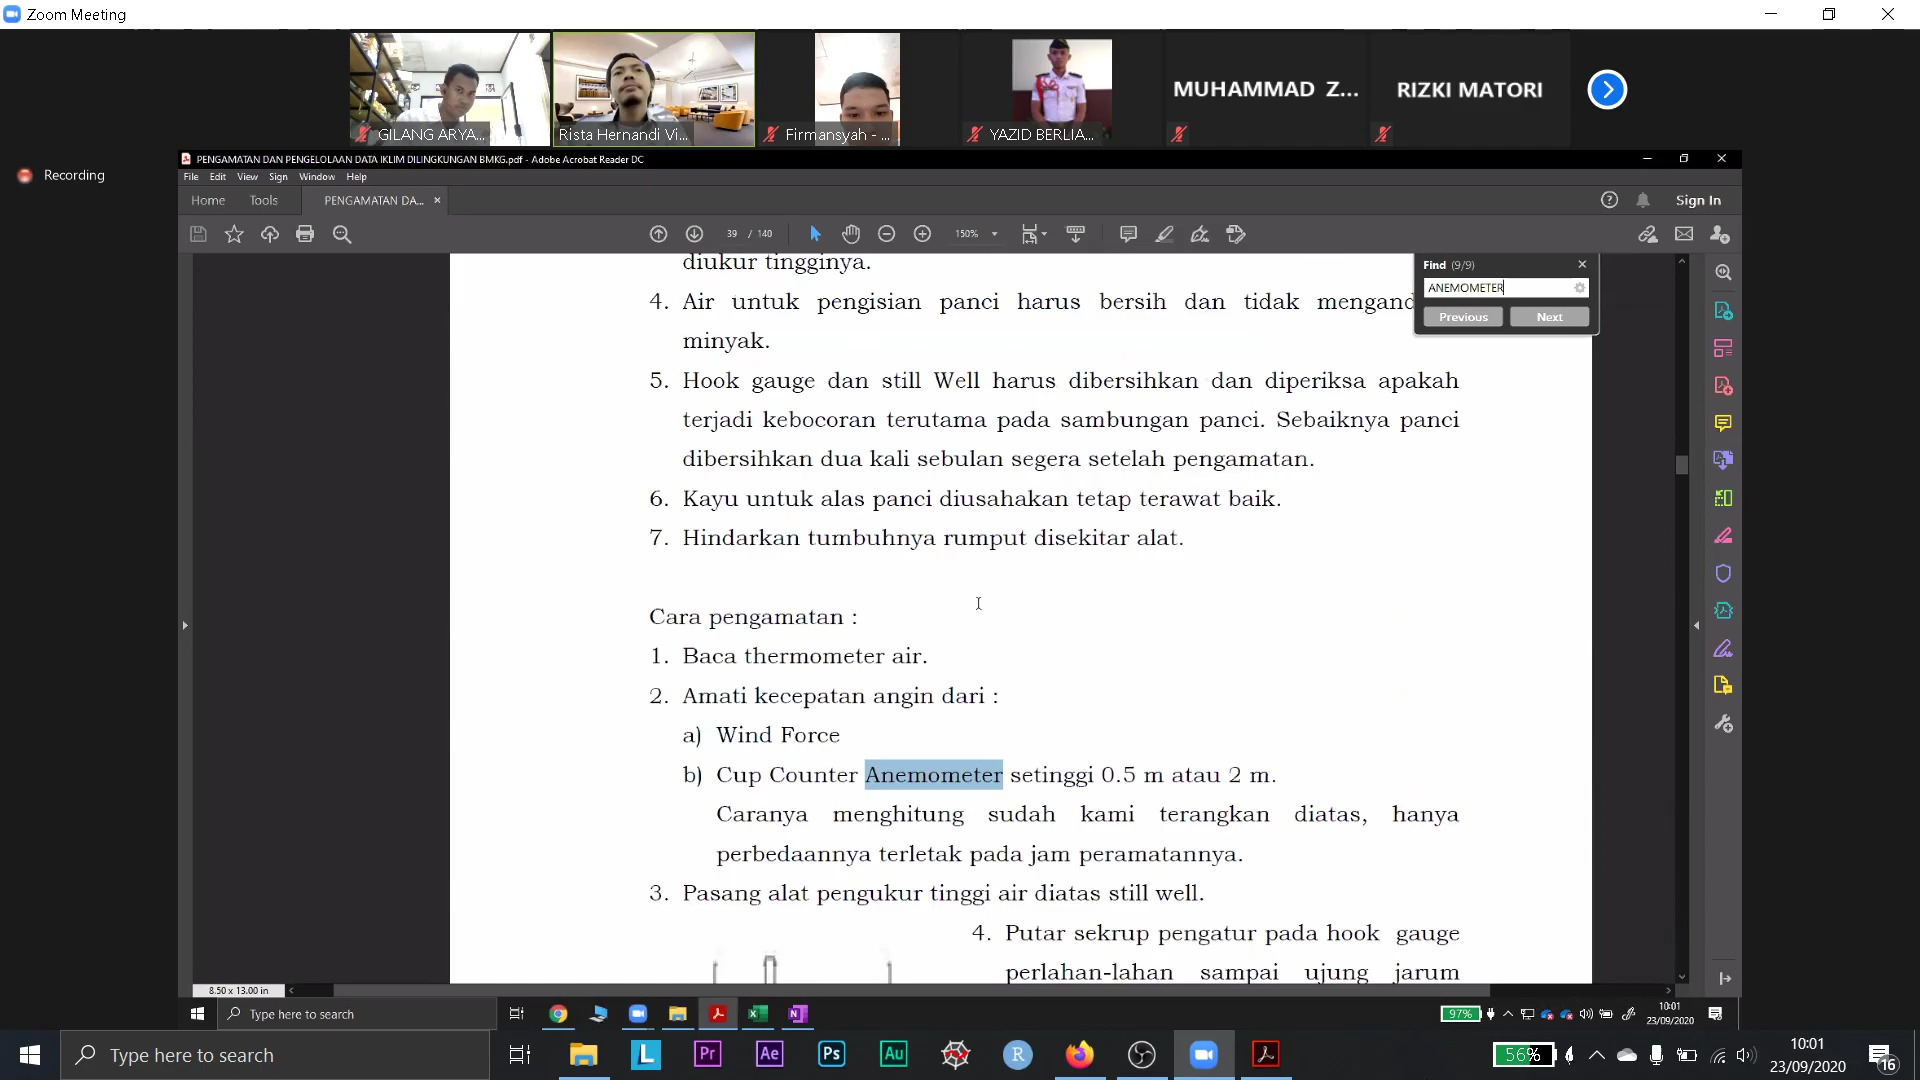 Zoom Meeting
GILANG ARYA...
Rista Hernandi Vi...
Firmansyah - ...
YAZID BERLIA...
MUHAMMAD Z...
RIZKI MATORI
Recording
PENGAMATAN DAN PENGELOLAAN DATA IKLIM DILINGKUNGAN BMKG.pdf - Adobe Acrobat Reader DC
File Edit View Sign Window Help
Home Tools PENGAMATAN DA... Sign In
39 / 140 150%
Find (9/9)
ANEMOMETER
Previous Next
diukur tingginya.
4. Air untuk pengisian panci harus bersih dan tidak mengand
minyak.
5. Hook gauge dan still Well harus dibersihkan dan diperiksa apakah
terjadi kebocoran terutama pada sambungan panci. Sebaiknya panci
dibersihkan dua kali sebulan segera setelah pengamatan.
6. Kayu untuk alas panci diusahakan tetap terawat baik.
7. Hindarkan tumbuhnya rumput disekitar alat.
Cara pengamatan :
1. Baca thermometer air.
2. Amati kecepatan angin dari :
a) Wind Force
b) Cup Counter Anemometer setinggi 0.5 m atau 2 m.
Caranya menghitung sudah kami terangkan diatas, hanya
perbedaannya terletak pada jam peramatannya.
3. Pasang alat pengukur tinggi air diatas still well.
4. Putar sekrup pengatur pada hook gauge
perlahan-lahan sampai ujung jarum
8.50 x 13.00 in
Type here to search
97%
10:01
23/09/2020
Type here to search
L Pr Ae Ps Au R
56%
10:01
23/09/2020
16